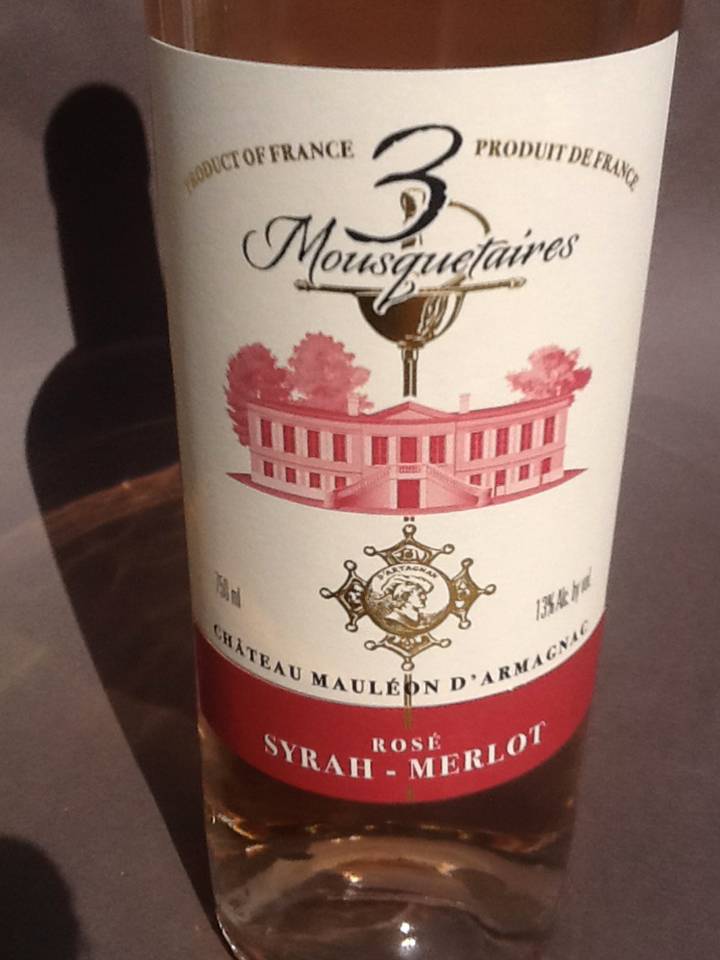 PRODUCT OF FRANCE
PRODUIT DE FRANCE
3
Mousquetaires
D'ARTAGNAN
750 ml
13% Alc. by vol.
CHÂTEAU MAULÉON D'ARMAGNAC
ROSÉ
SYRAH - MERLOT